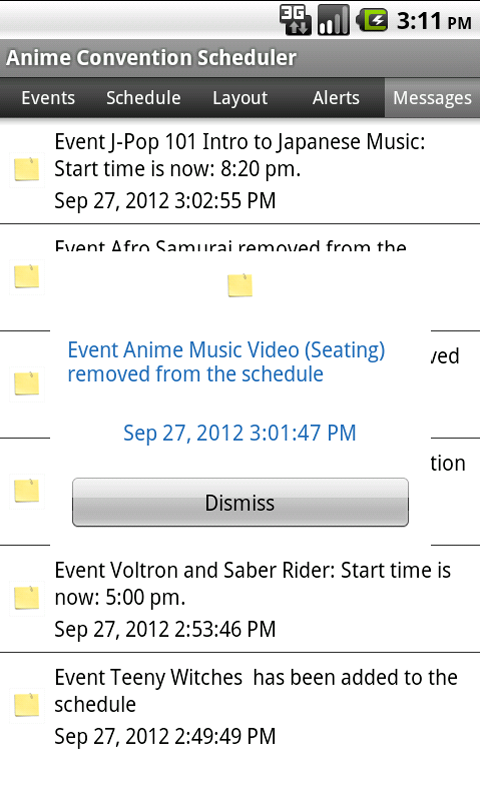 3G 3:11 PM
Anime Convention Scheduler
Events Schedule Layout Alerts Messages
Event J-Pop 101 Intro to Japanese Music:
Start time is now: 8:20 pm.
Sep 27, 2012 3:02:55 PM
Event Afro Samurai removed from the
Event Anime Music Video (Seating)
removed from the schedule
Sep 27, 2012 3:01:47 PM
Dismiss
Event Voltron and Saber Rider: Start time is
now: 5:00 pm.
Sep 27, 2012 2:53:46 PM
Event Teeny Witches  has been added to the
schedule
Sep 27, 2012 2:49:49 PM